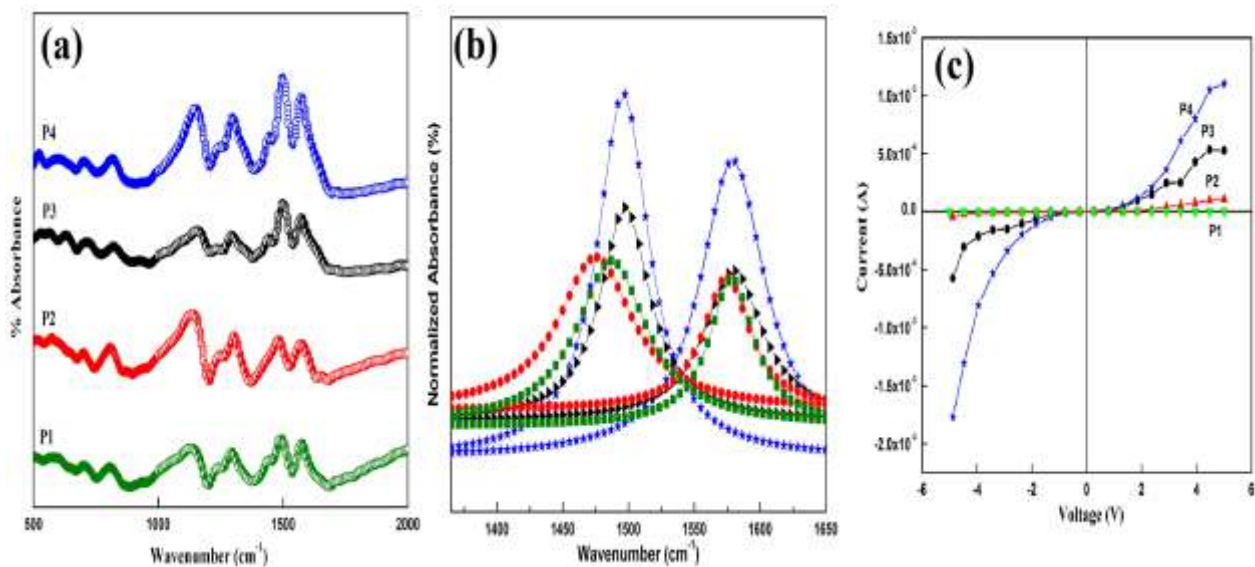 (a)
P4
P3
P2
P1
% Absorbance
500
1000
1500
2000
Wavenumber (cm⁻¹)
(b)
Normalized Absorbance (%)
1400
1450
1500
1550
1600
1650
Wavenumber (cm⁻¹)
(c)
0.0
P4
P3
P2
P1
Current (A)
-6
-4
-2
0
2
4
6
Voltage (V)